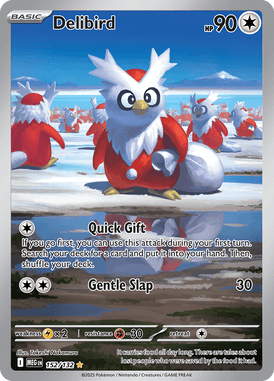 BASIC
Delibird
HP 90
Quick Gift
If you go first, you can use this attack during your first turn.
Search your deck for a card and put it into your hand. Then,
shuffle your deck.
Gentle Slap 30
weakness ×2 resistance -30 retreat
Illus. Takeshi Nakamura
MEG EN 152/132
It carries food all day long. There are tales about
lost people who were saved by the food it had.
©2025 Pokémon / Nintendo / Creatures / GAME FREAK